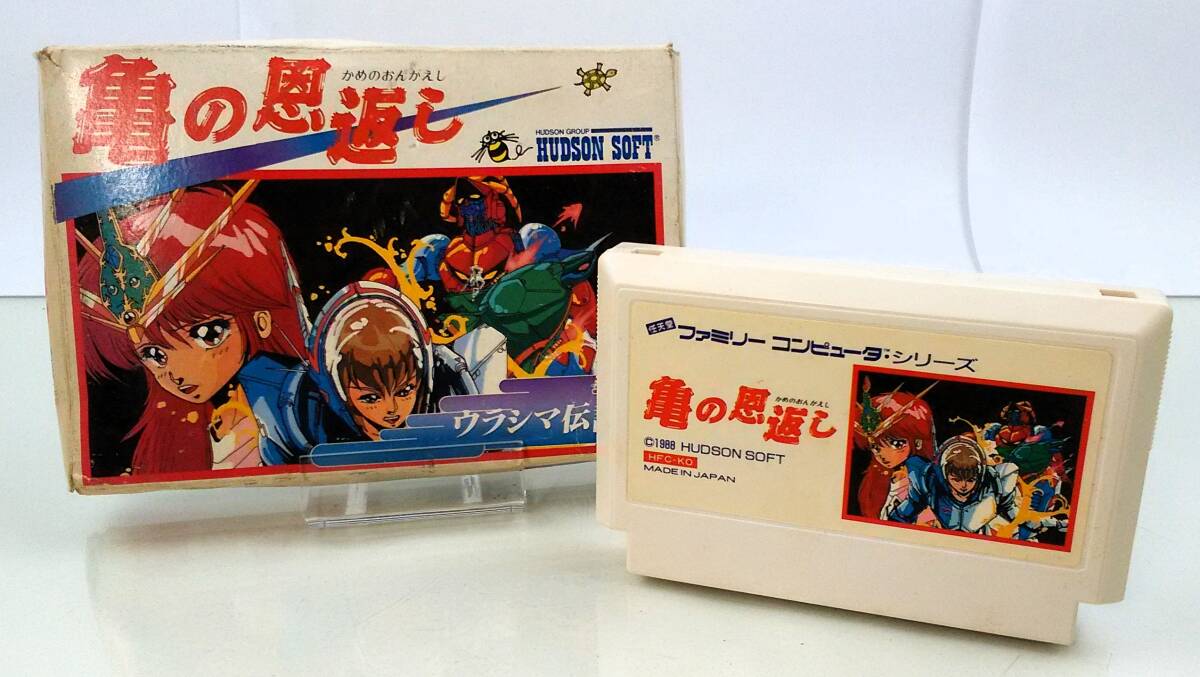 かめのおんがえし
亀の恩返し
HUDSON GROUP
HUDSON SOFT®
ウラシマ伝
任天堂 ファミリー コンピュータ・シリーズ
かめのおんがえし
亀の恩返し
©1988 HUDSON SOFT
HFC-KO
MADE IN JAPAN